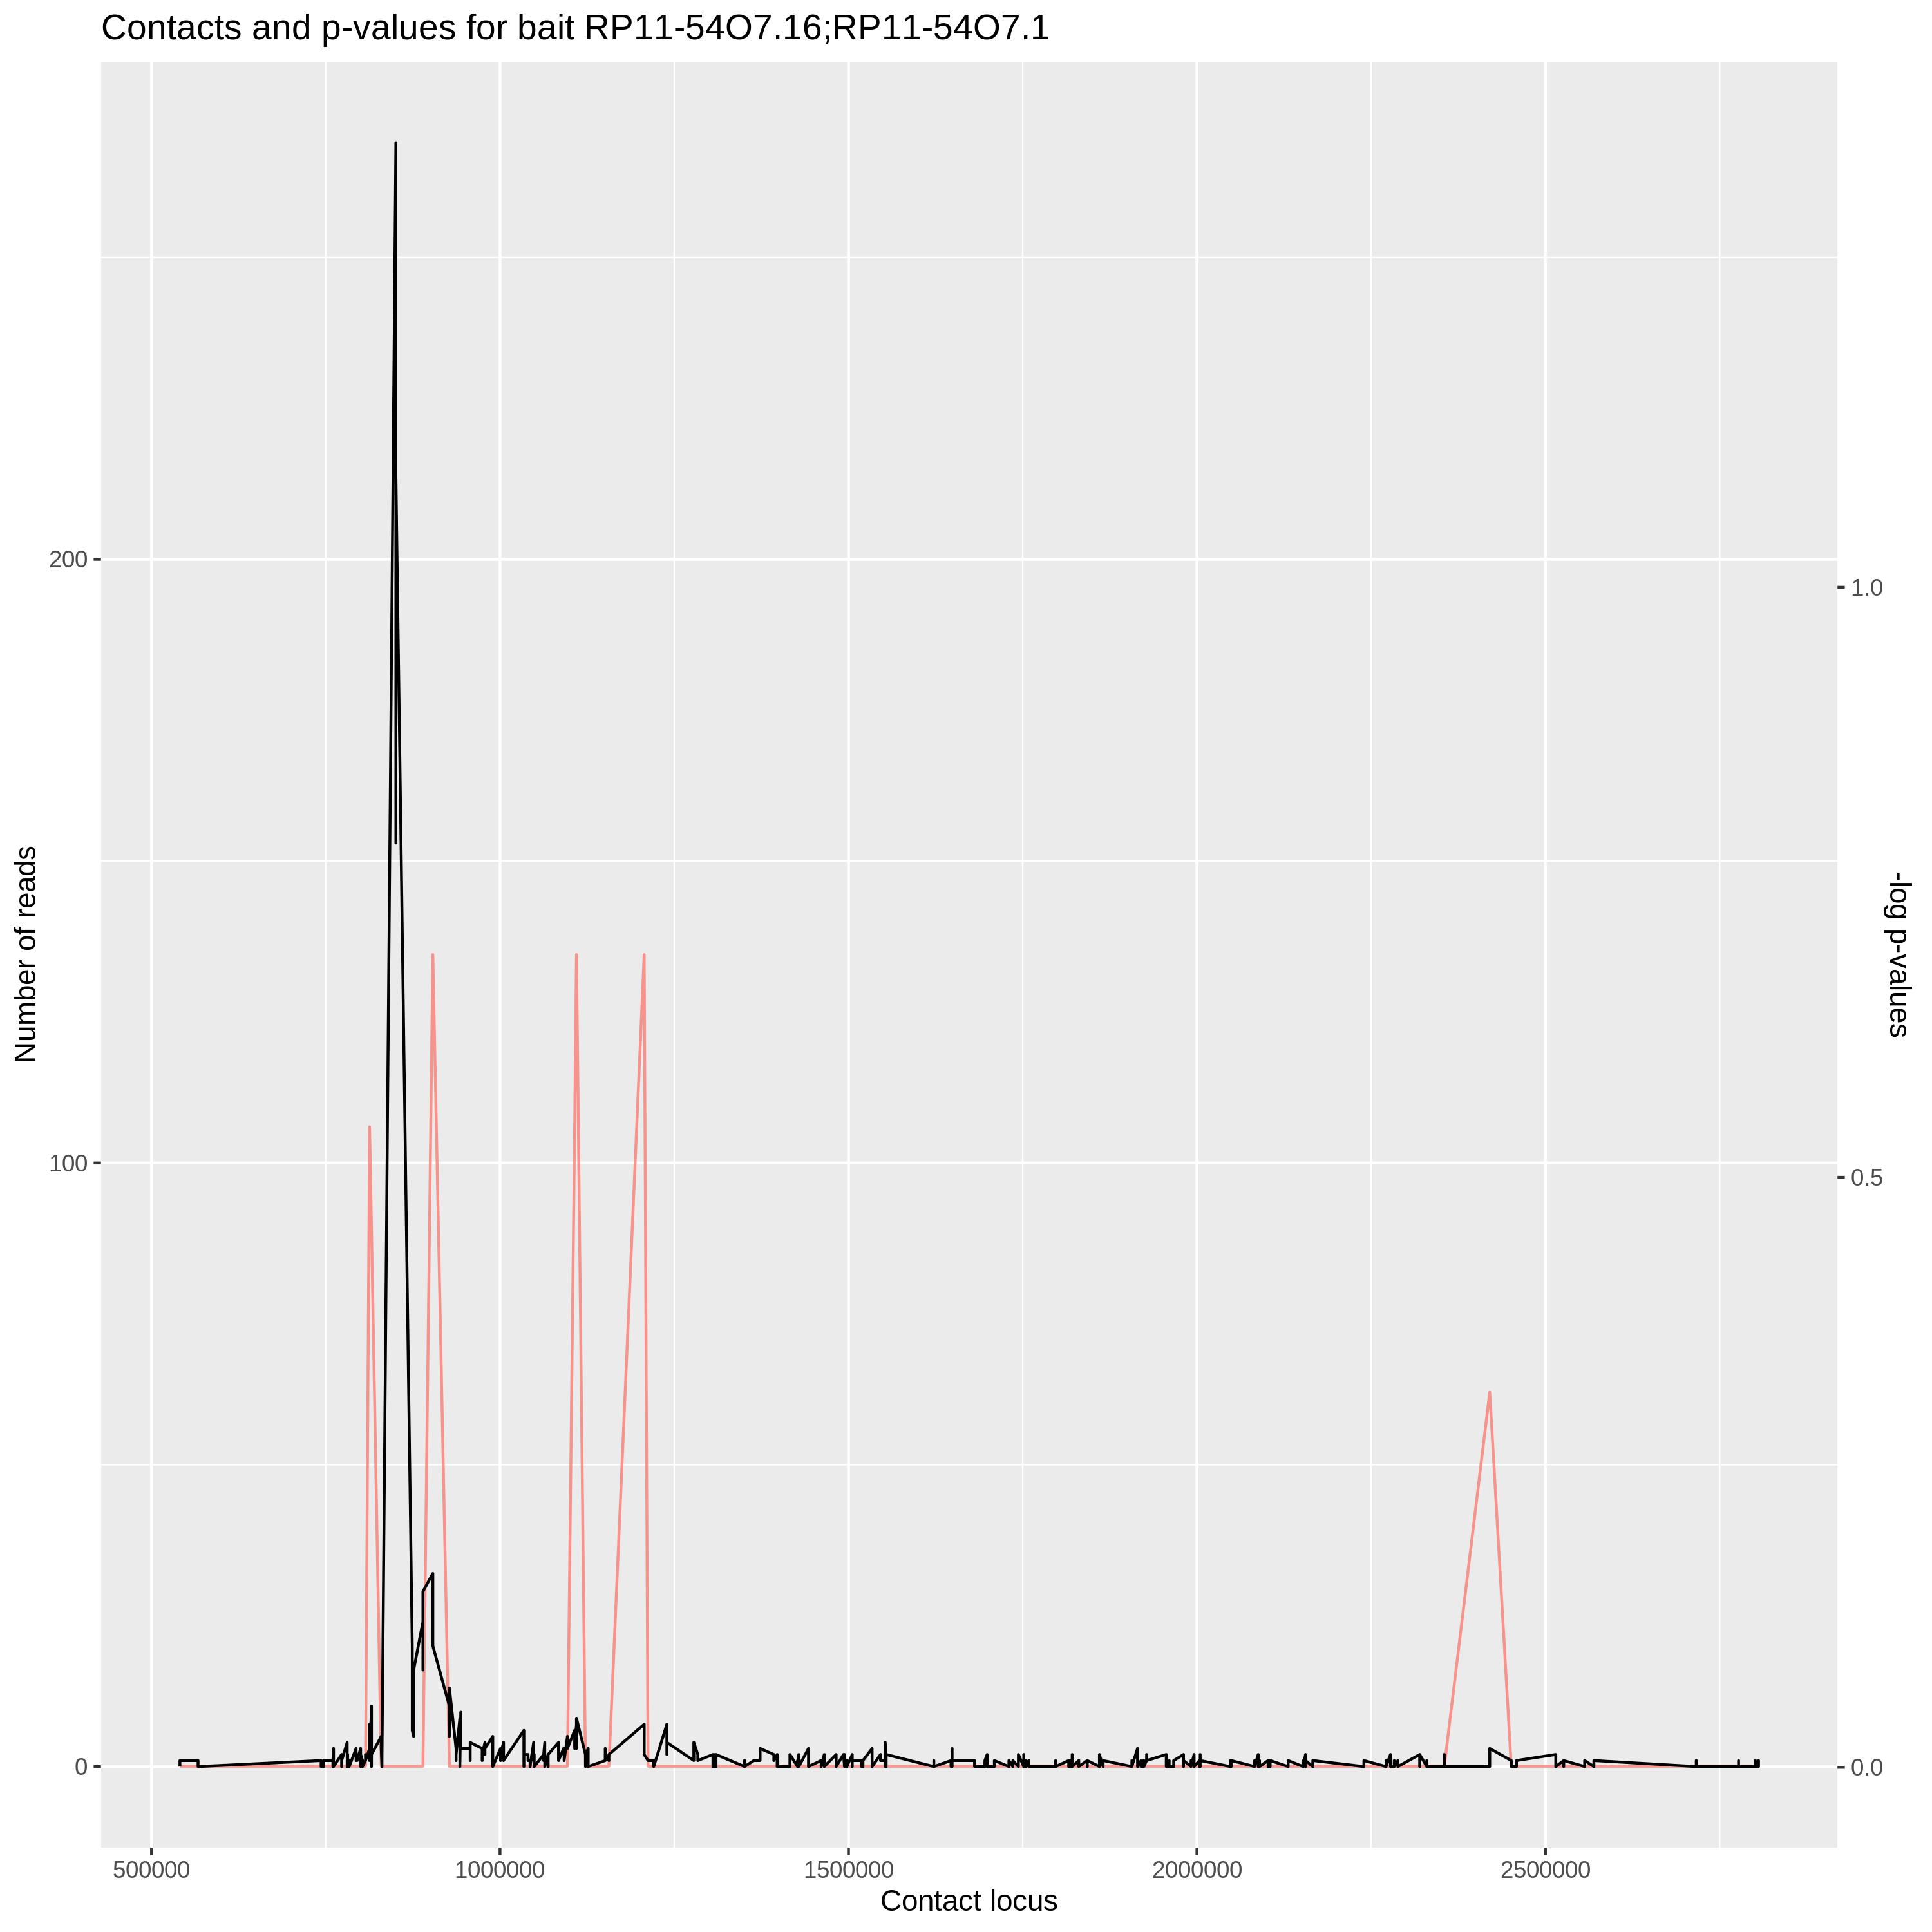 Contacts and p-values for bait RP11-54O7.16;RP11-54O7.1
200
100
0
Number of reads
1.0
0.5
0.0
-log p-values
500000
1000000
1500000
2000000
2500000
Contact locus